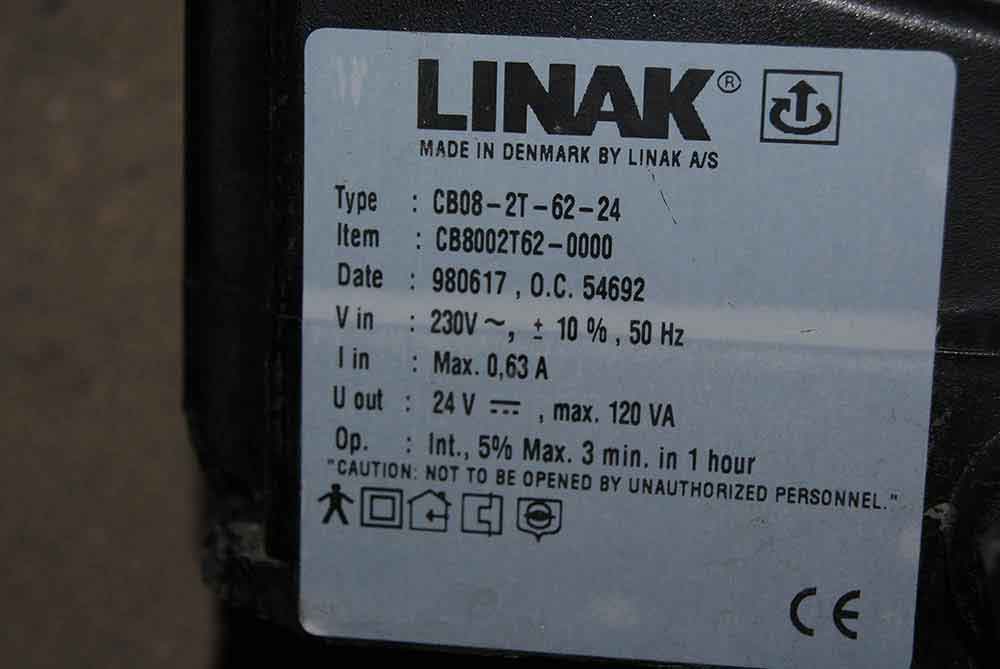 LINAK®
MADE IN DENMARK BY LINAK A/S
Type : CB08-2T-62-24
Item : CB8002T62-0000
Date : 980617, O.C. 54692
V in : 230V ~, ± 10 %, 50 Hz
I in : Max. 0,63 A
U out : 24 V ⎓, max. 120 VA
Op. : Int., 5% Max. 3 min. in 1 hour
"CAUTION: NOT TO BE OPENED BY UNAUTHORIZED PERSONNEL."
CE